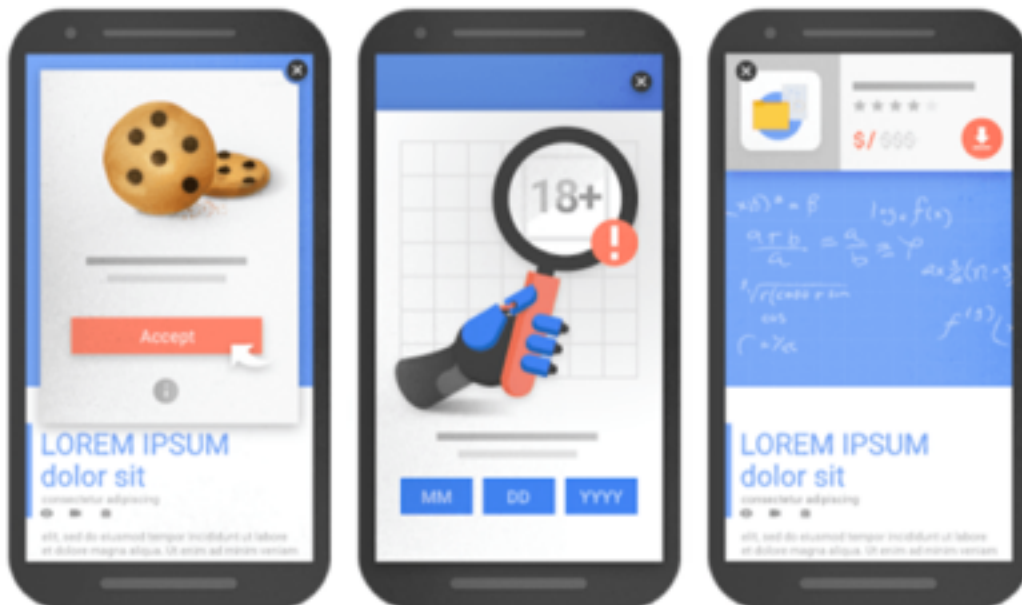 Accept
LOREM IPSUM
dolor sit
consectetur adipiscing
elit, sed do eiusmod tempor incididunt ut labore
et dolore magna aliqua. Ut enim ad minim veniam
18+
!
MM DD YYYY
$/ $$$
log f(x)
a+b/a = a/b ≡ φ
LOREM IPSUM
dolor sit
consectetur adipiscing
elit, sed do eiusmod tempor incididunt ut labore
et dolore magna aliqua. Ut enim ad minim veniam